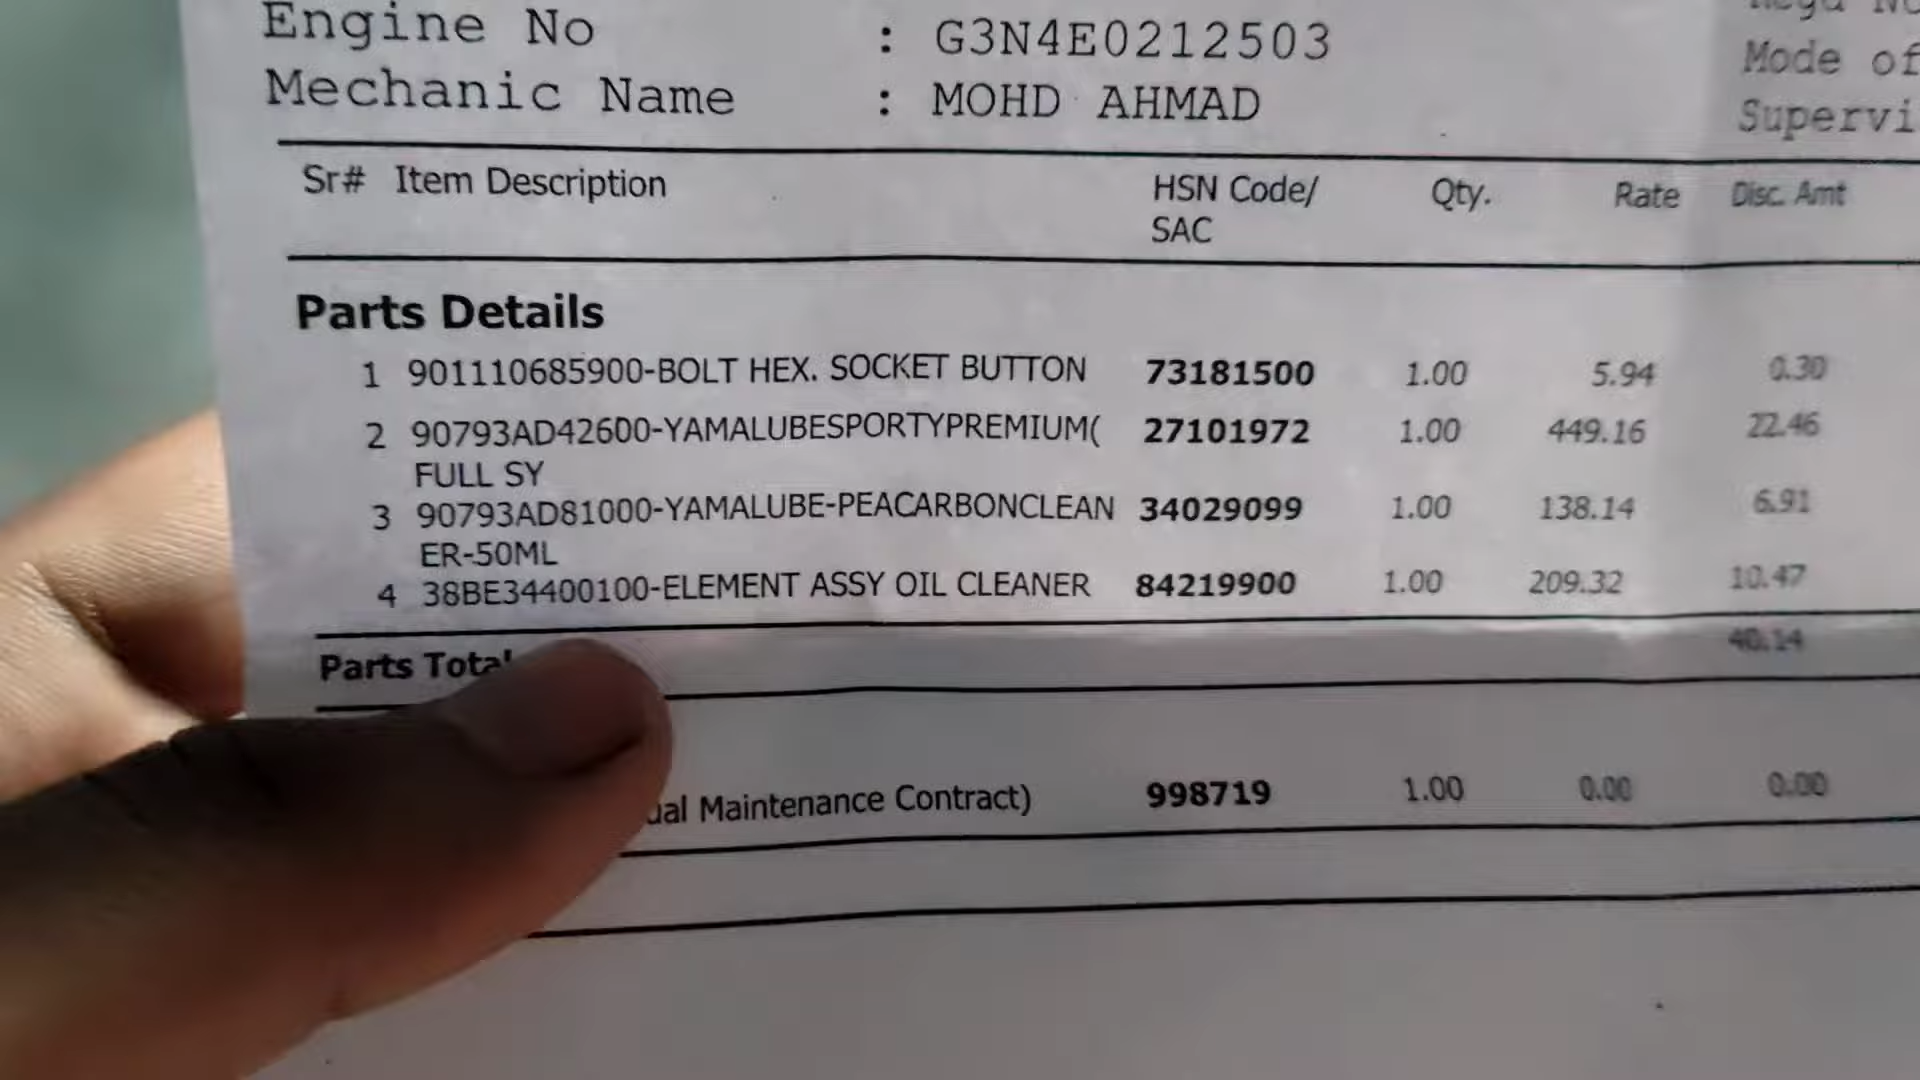 Engine No : G3N4E0212503
Mechanic Name : MOHD AHMAD
Mode of
Supervi
Sr# Item Description HSN Code/ Qty. Rate Disc. Amt
SAC
Parts Details
1 901110685900-BOLT HEX. SOCKET BUTTON 73181500 1.00 5.94 0.30
2 90793AD42600-YAMALUBESPORTYPREMIUM( 27101972 1.00 449.16 22.46
FULL SY
3 90793AD81000-YAMALUBE-PEACARBONCLEAN 34029099 1.00 138.14 6.91
ER-50ML
4 38BE34400100-ELEMENT ASSY OIL CLEANER 84219900 1.00 209.32 10.47
Parts Total 40.14
ual Maintenance Contract) 998719 1.00 0.00 0.00